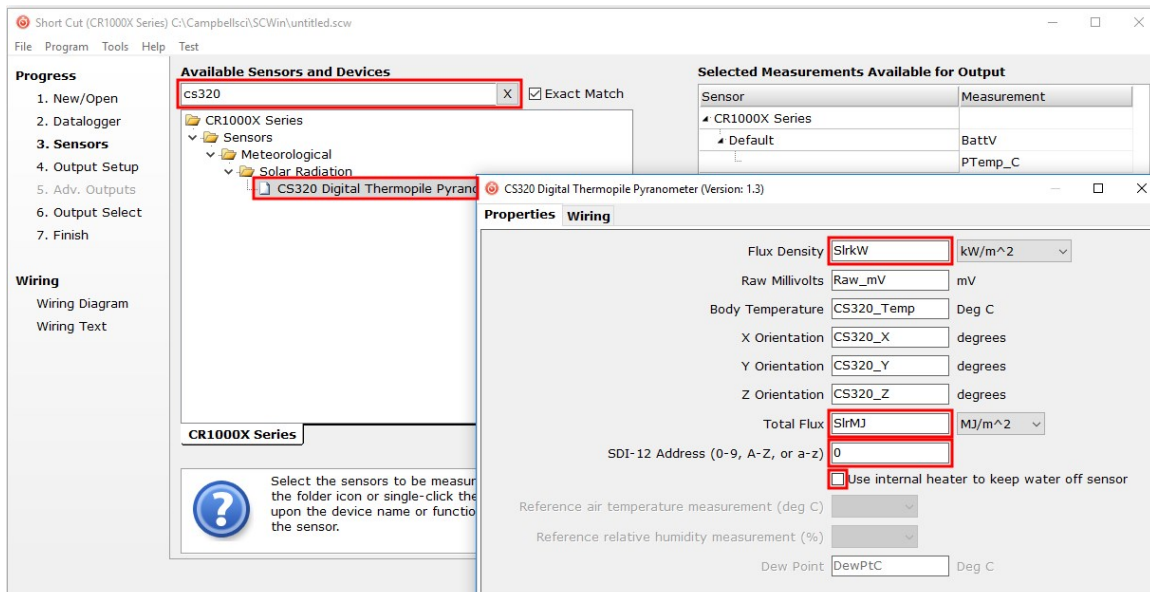 Short Cut (CR1000X Series) C:\Campbellsci\SCWin\untitled.scw
File Program Tools Help Test
Progress
1. New/Open
2. Datalogger
3. Sensors
4. Output Setup
5. Adv. Outputs
6. Output Select
7. Finish
Wiring
Wiring Diagram
Wiring Text
Available Sensors and Devices
cs320 X Exact Match
CR1000X Series
Sensors
Meteorological
Solar Radiation
CS320 Digital Thermopile Pyrano
CR1000X Series
Select the sensors to be measur
the folder icon or single-click the
upon the device name or functio
the sensor.
Selected Measurements Available for Output
Sensor Measurement
CR1000X Series
Default BattV
PTemp_C
CS320 Digital Thermopile Pyranometer (Version: 1.3)
Properties Wiring
Flux Density SlrkW kW/m^2
Raw Millivolts Raw_mV mV
Body Temperature CS320_Temp Deg C
X Orientation CS320_X degrees
Y Orientation CS320_Y degrees
Z Orientation CS320_Z degrees
Total Flux SlrMJ MJ/m^2
SDI-12 Address (0-9, A-Z, or a-z) 0
Use internal heater to keep water off sensor
Reference air temperature measurement (deg C)
Reference relative humidity measurement (%)
Dew Point DewPtC Deg C